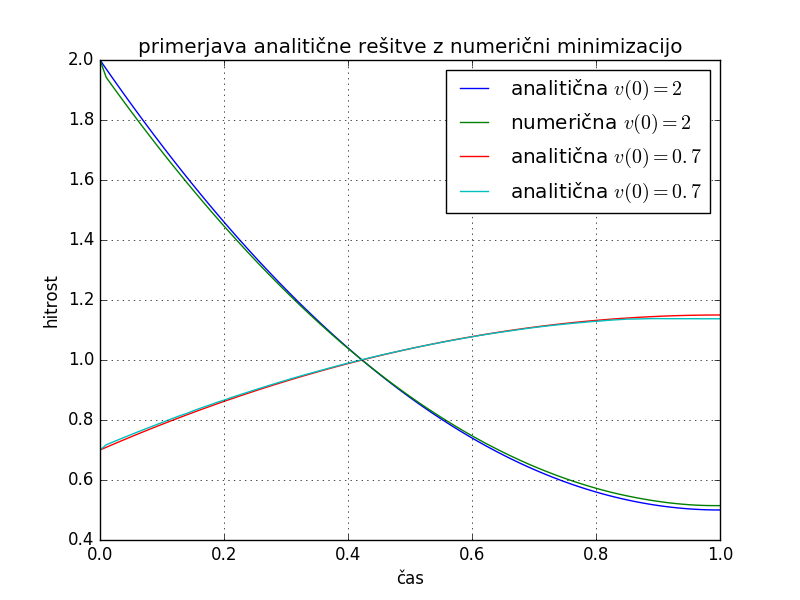 primerjava analitične rešitve z numerični minimizacijo
2.0
1.8
1.6
1.4
1.2
1.0
0.8
0.6
0.4
hitrost
analitična v(0) = 2
numerična v(0) = 2
analitična v(0) = 0.7
analitična v(0) = 0.7
0.0 0.2 0.4 0.6 0.8 1.0
čas